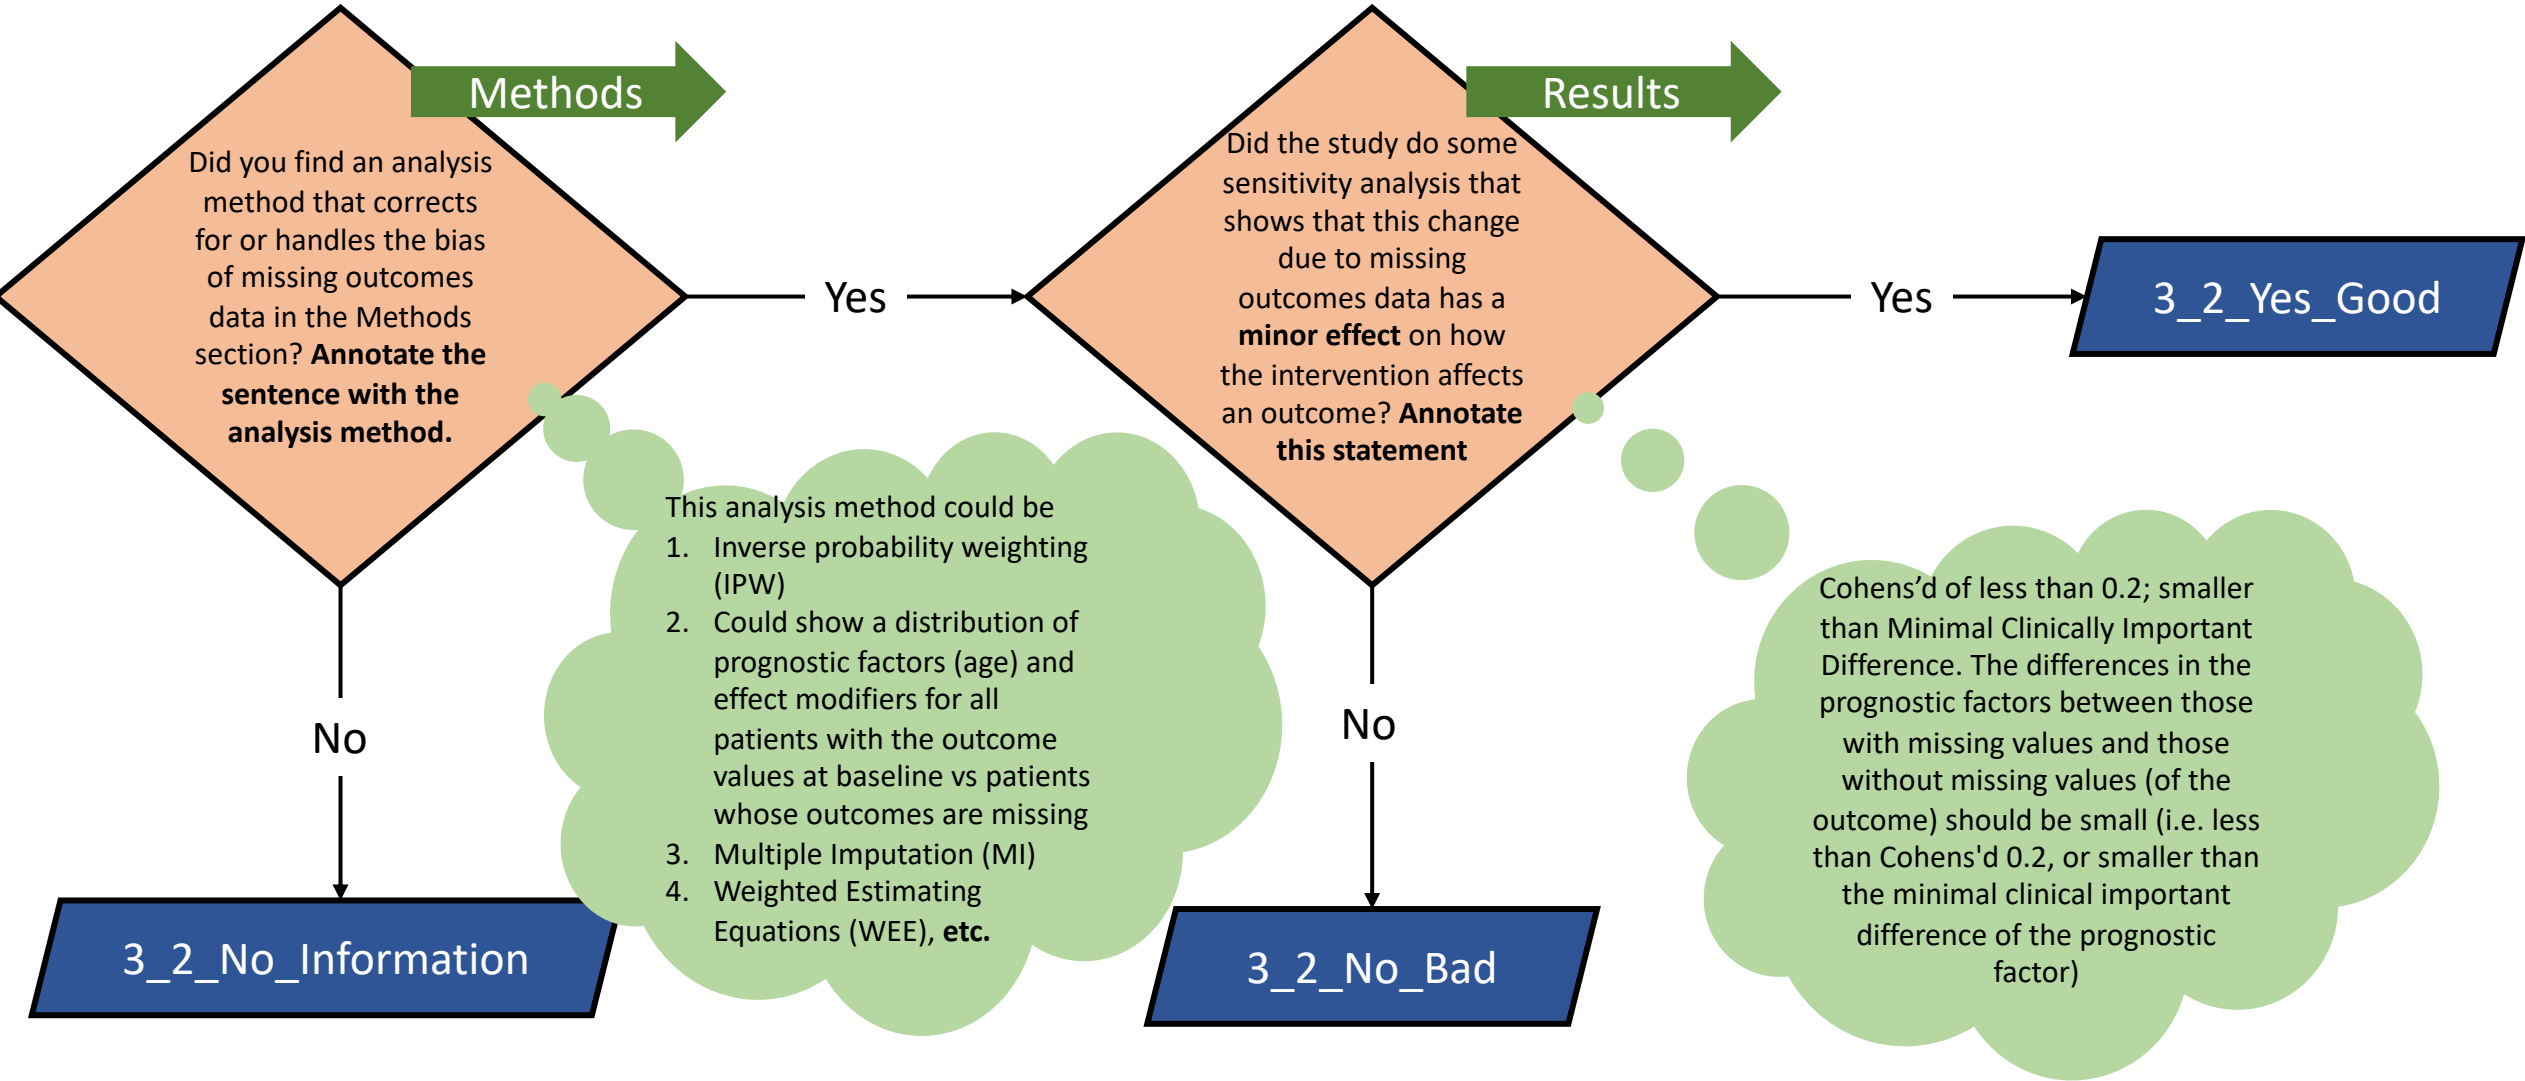 Methods
Did you find an analysis
method that corrects
for or handles the bias
of missing outcomes
data in the Methods
section? Annotate the
sentence with the
analysis method.
Yes
No
3_2_No_Information
This analysis method could be
1. Inverse probability weighting
(IPW)
2. Could show a distribution of
prognostic factors (age) and
effect modifiers for all
patients with the outcome
values at baseline vs patients
whose outcomes are missing
3. Multiple Imputation (MI)
4. Weighted Estimating
Equations (WEE), etc.
Results
Did the study do some
sensitivity analysis that
shows that this change
due to missing
outcomes data has a
minor effect on how
the intervention affects
an outcome? Annotate
this statement
Yes
3_2_Yes_Good
No
3_2_No_Bad
Cohens’d of less than 0.2; smaller
than Minimal Clinically Important
Difference. The differences in the
prognostic factors between those
with missing values and those
without missing values (of the
outcome) should be small (i.e. less
than Cohens'd 0.2, or smaller than
the minimal clinical important
difference of the prognostic
factor)